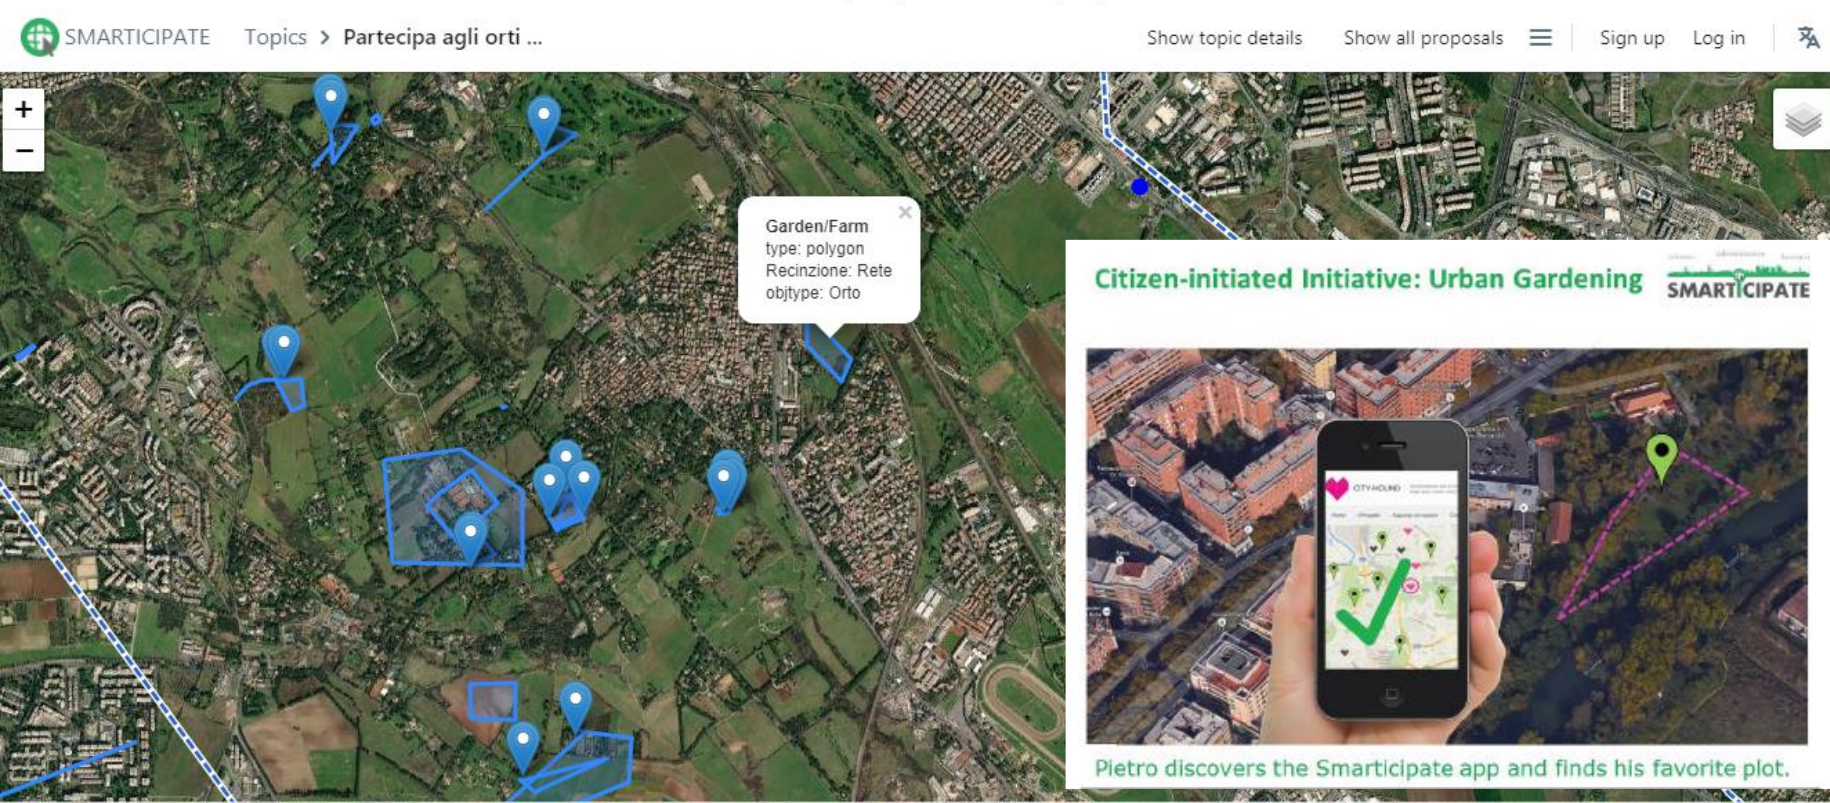 SMARTICIPATE Topics > Partecipa agli orti ... Show topic details Show all proposals Sign up Log in
+
−
Garden/Farm
type: polygon
Recinzione: Rete
objtype: Orto
Citizen-initiated Initiative: Urban Gardening
SMARTICIPATE
CITY-HOUND
Pietro discovers the Smarticipate app and finds his favorite plot.